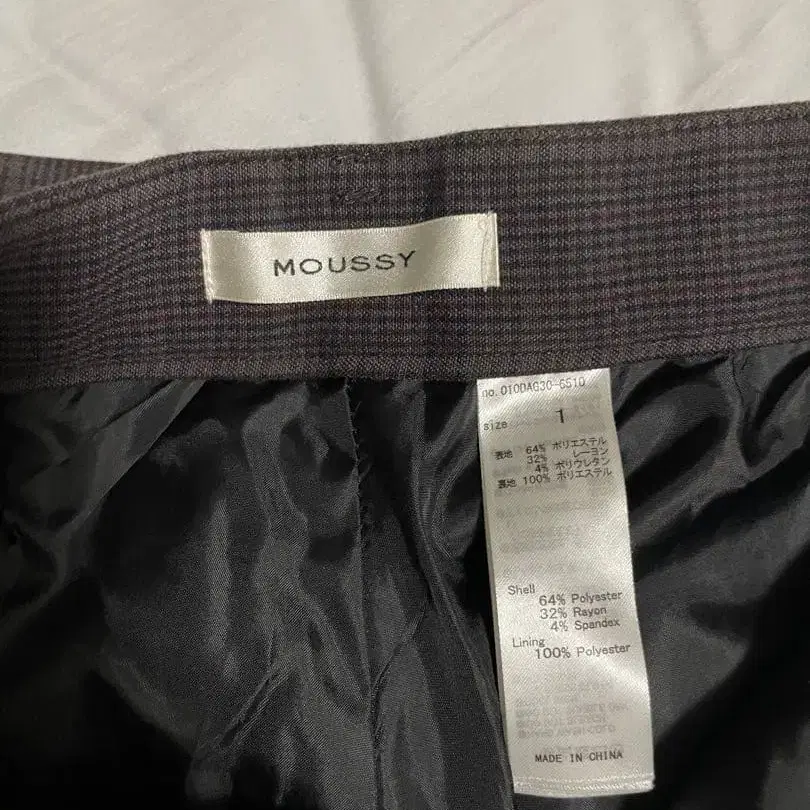 MOUSSY
no. 010DAG30-6510
size 1
表地 64% ポリエステル
32% レーヨン
4% ポリウレタン
裏地 100% ポリエステル
Shell
64% Polyester
32% Rayon
4% Spandex
Lining
100% Polyester
MADE IN CHINA